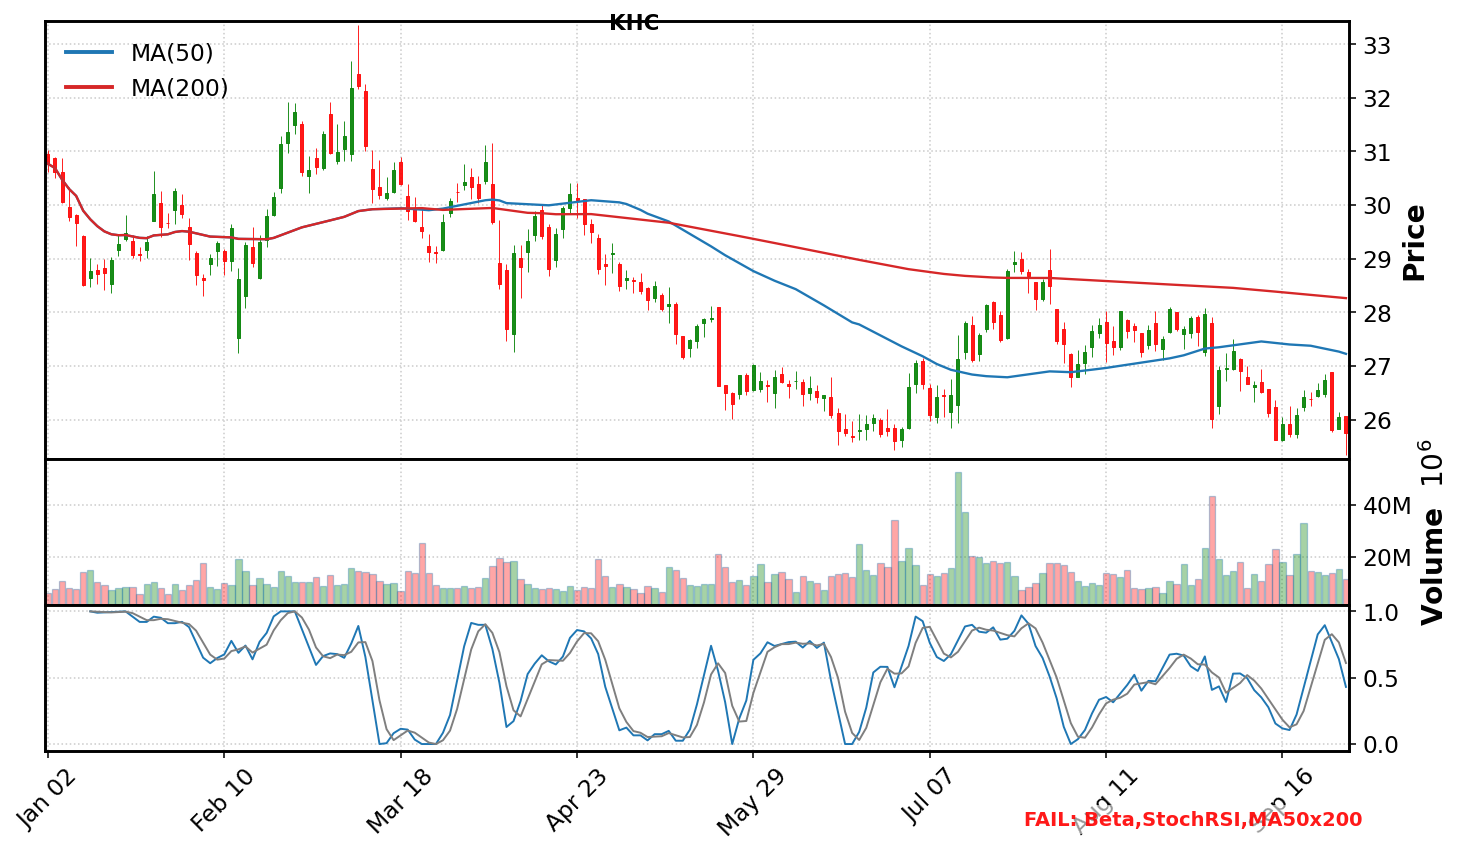 KHC
MA(50)
MA(200)
33
32
31
30
29
28
27
26
Price
40M
20M
Volume 10⁶
1.0
0.5
0.0
Jan 02
Feb 10
Mar 18
Apr 23
May 29
Jul 07
Aug 11
Sep 16
FAIL: Beta,StochRSI,MA50x200